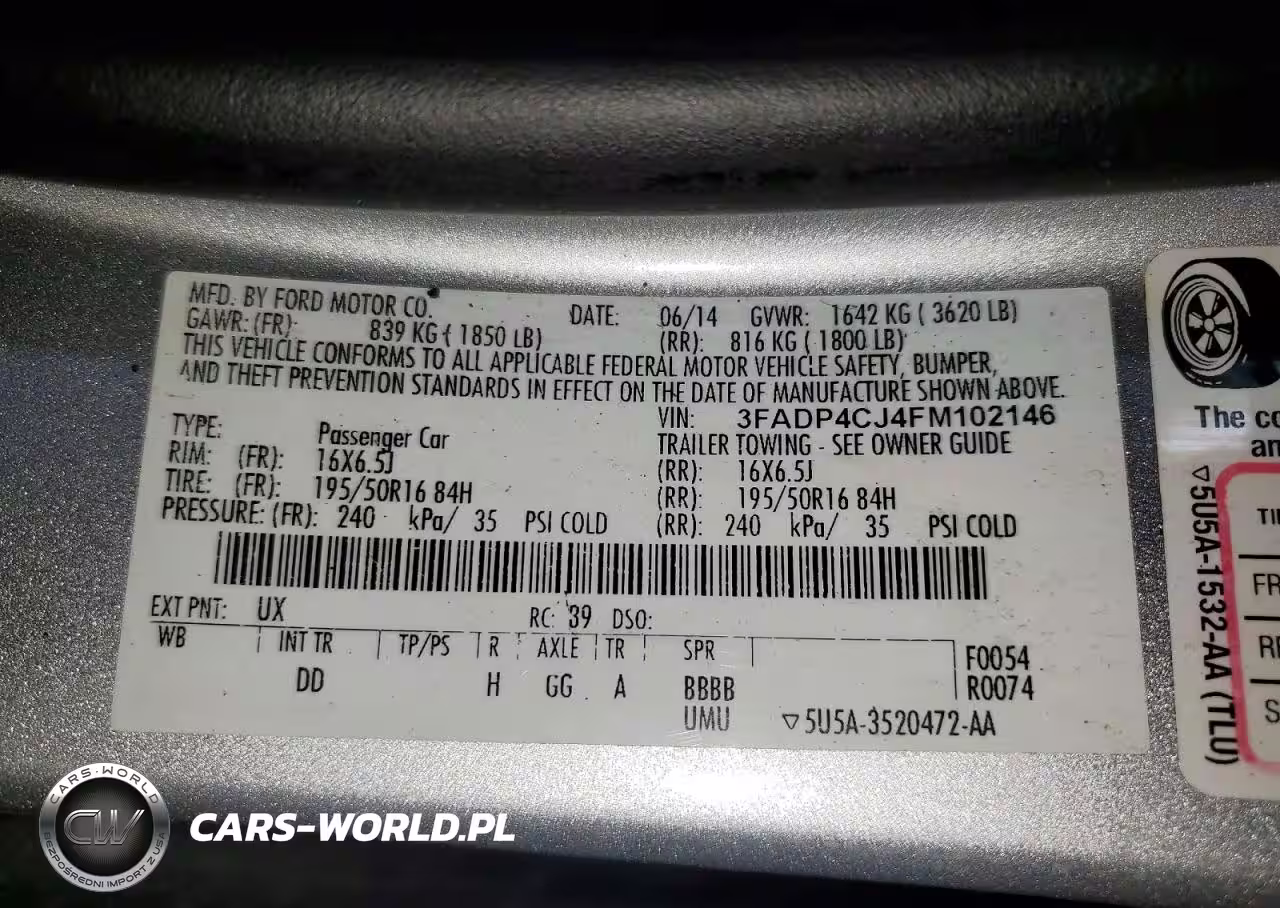 MFD. BY FORD MOTOR CO. DATE: 06/14 GVWR: 1642 KG ( 3620 LB)
GAWR: (FR): 839 KG ( 1850 LB) (RR): 816 KG ( 1800 LB)
THIS VEHICLE CONFORMS TO ALL APPLICABLE FEDERAL MOTOR VEHICLE SAFETY, BUMPER,
AND THEFT PREVENTION STANDARDS IN EFFECT ON THE DATE OF MANUFACTURE SHOWN ABOVE.
VIN: 3FADP4CJ4FM102146
TYPE: Passenger Car TRAILER TOWING - SEE OWNER GUIDE
RIM: (FR): 16X6.5J (RR): 16X6.5J
TIRE: (FR): 195/50R16 84H (RR): 195/50R16 84H
PRESSURE: (FR): 240 kPa/ 35 PSI COLD (RR): 240 kPa/ 35 PSI COLD
EXT PNT: UX RC: 39 DSO:
WB INT TR TP/PS R AXLE TR SPR F0054
DD H GG A BBBB R0074
UMU ▽5U5A-3520472-AA
The
▽5U5A-1532-AA (TLU)
CARS-WORLD
CW
BEZPOŚREDNI IMPORT Z USA
CARS-WORLD.PL